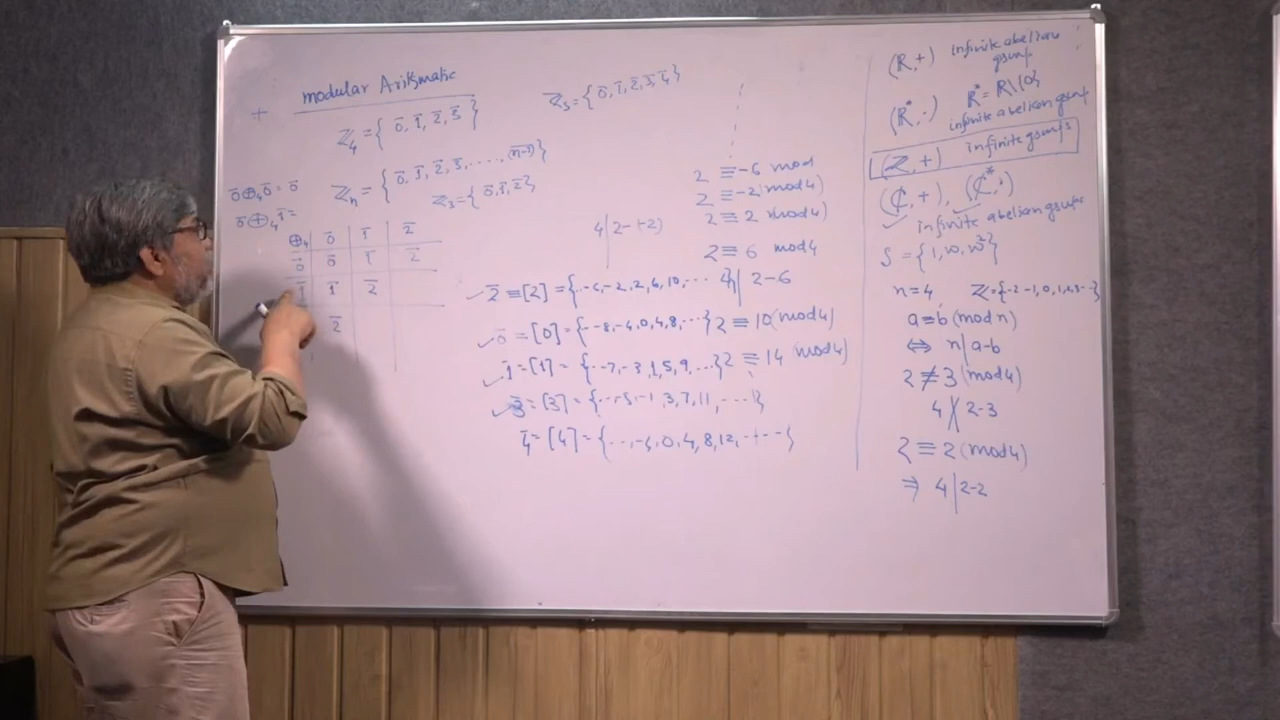 modular Arithmatic
+
ℤ₄ = { 0̄, 1̄, 2̄, 3̄ }
ℤ₅ = { 0̄, 1̄, 2̄, 3̄, 4̄ }
ℤₙ = { 0̄, 1̄, 2̄, 3̄, ....., (n-1)̄ }
ℤ₃ = { 0̄, 1̄, 2̄ }
0̄ ⊕₄ 0̄ = 0̄
0̄ ⊕₄ 1̄ =
⊕₄ | 0̄ | 1̄ | 2̄
0̄ | 0̄ | 1̄ | 2̄
1̄ | 1̄ | 2̄
2̄
2 ≡ -6 mod
2 ≡ -2 (mod 4)
2 ≡ 2 (mod 4)
4 | 2-(-2)
2 ≡ 6 mod 4
4 | 2-6
✓ 2̄ = [2] = {..-6,-2,2,6,10,...}
✓ 0̄ = [0] = {---8,-4,0,4,8,...}
2 ≡ 10 (mod 4)
✓ 1̄ = [1] = {..-7,-3,1,5,9,...}
2 ≡ 14 (mod 4)
✓ 3̄ = [3] = {...-5,-1,3,7,11,...}
4̄ = [4] = {..,-4,0,4,8,12,----}
(ℝ,+) infinite abelian
group
(ℝ*,·) ℝ* = ℝ\{0}
infinite abelian group
(ℤ,+) infinite groups
(ℂ,+), (ℂ*,·)
✓ infinite abelian groups
S = {1, w, w²}
n=4, ℤ={-2-1,0,1,2,3--}
a≡b (mod n)
⇔ n|a-b
2 ≢ 3 (mod 4)
4 ∤ 2-3
2 ≡ 2 (mod 4)
⇒ 4|2-2